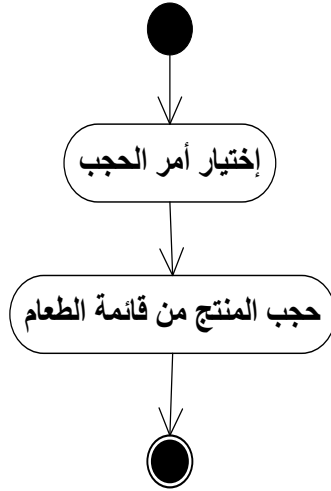 إختيار أمر الحجب
حجب المنتج من قائمة الطعام